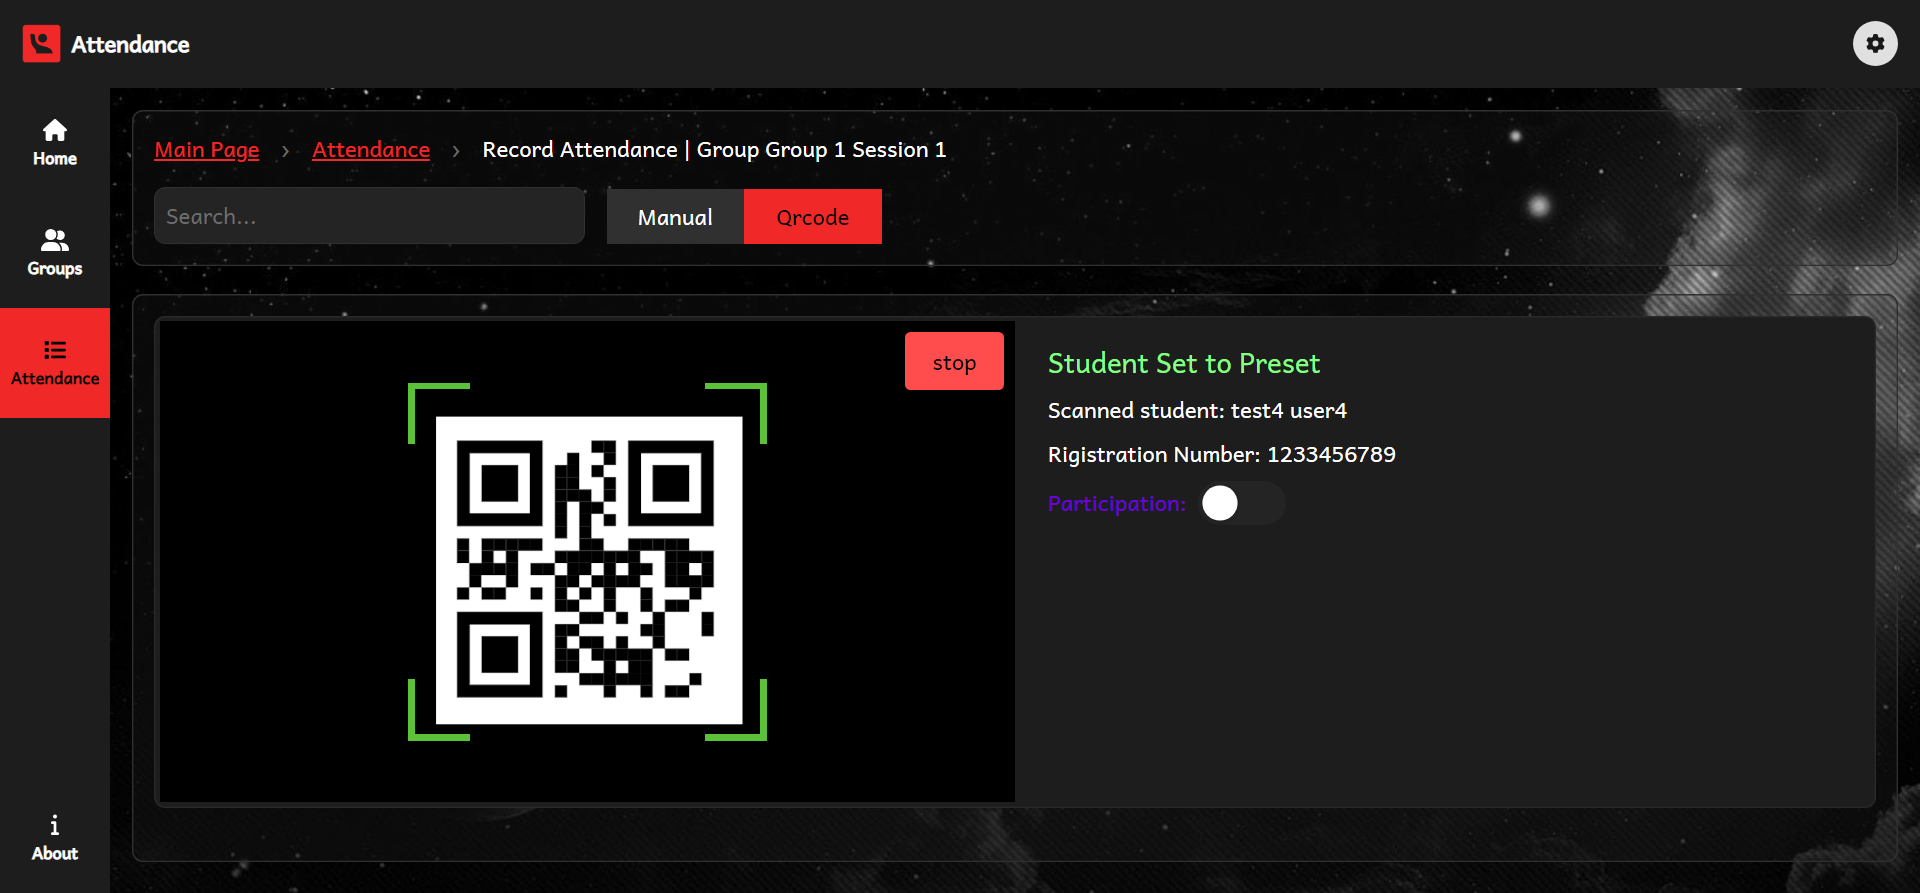 Attendance
Home
Groups
Attendance
About
Main Page › Attendance › Record Attendance | Group Group 1 Session 1
Search...
Manual
Qrcode
stop
Student Set to Preset
Scanned student: test4 user4
Rigistration Number: 1233456789
Participation: